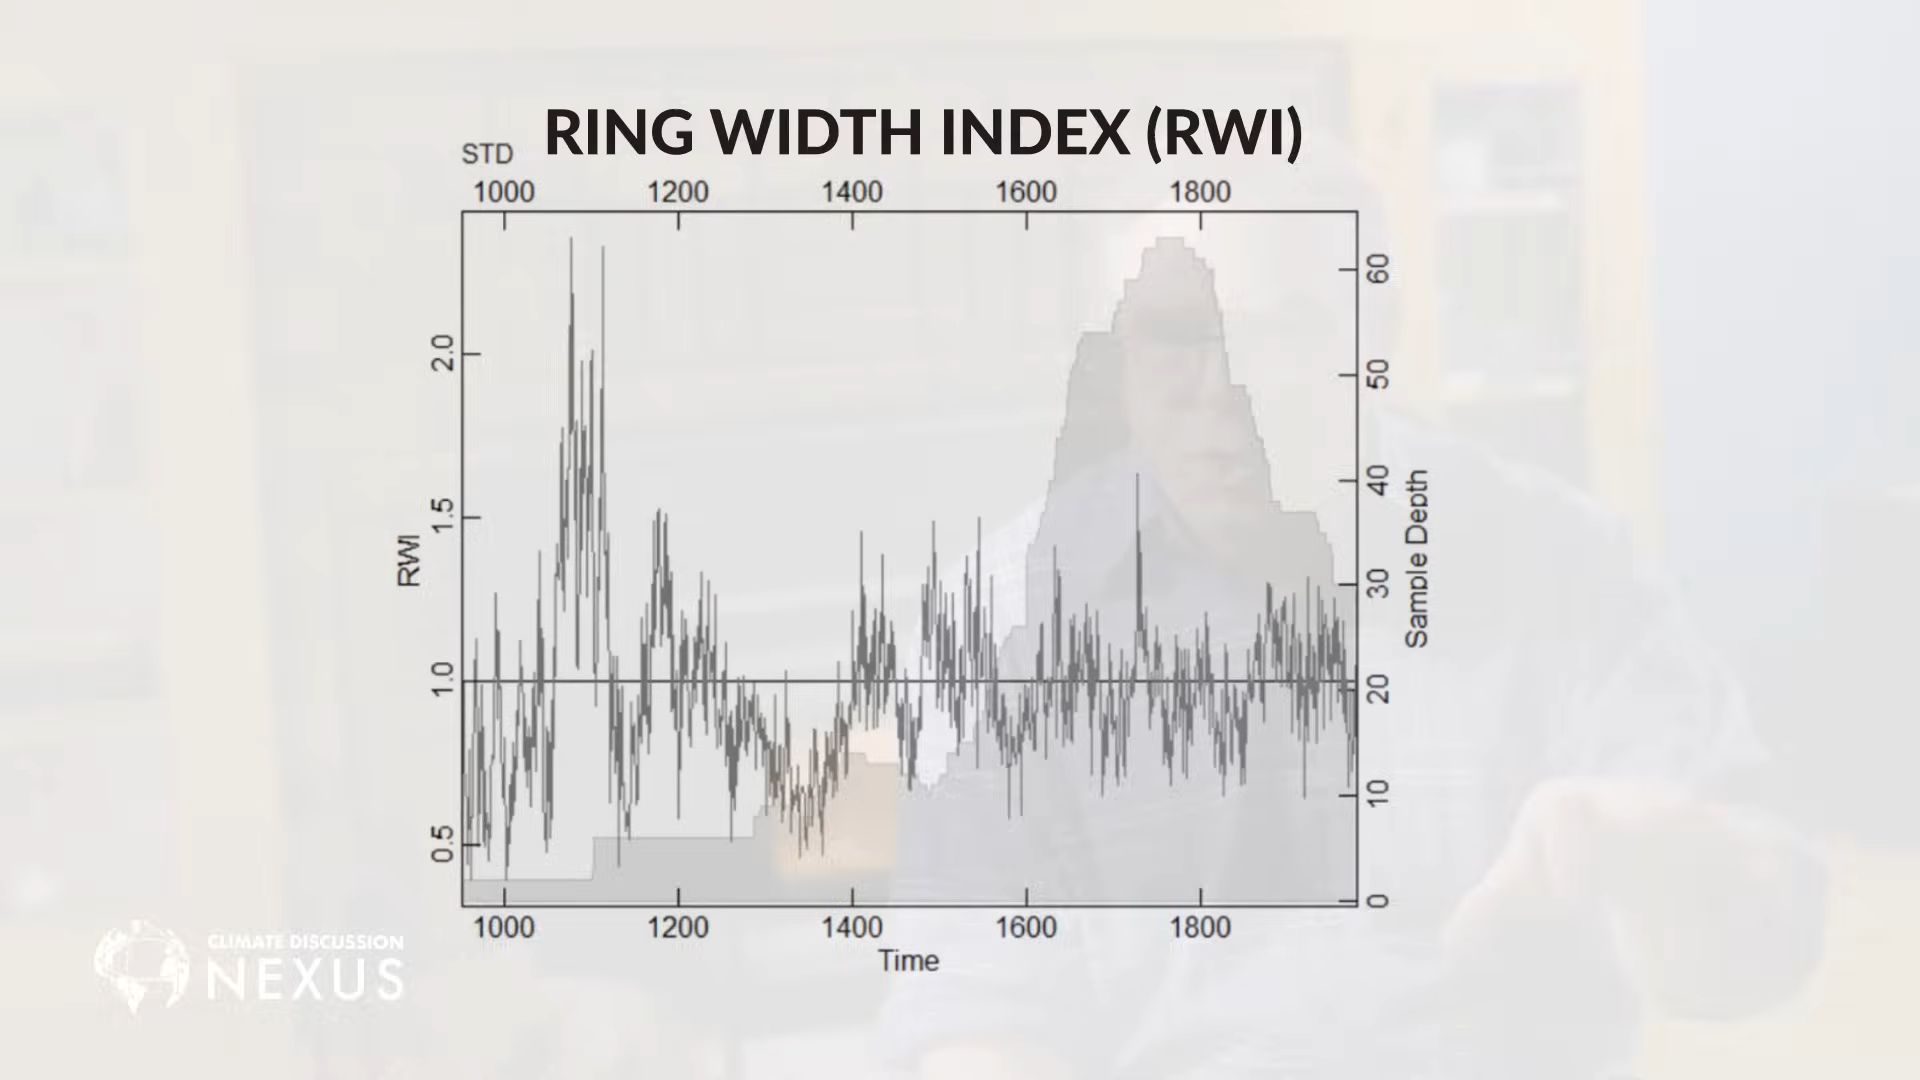 RING WIDTH INDEX (RWI)
STD
1000 1200 1400 1600 1800
2.0
1.5
1.0
0.5
RWI
60
50
40
30
20
10
0
Sample Depth
1000 1200 1400 1600 1800
Time
CLIMATE DISCUSSION
NEXUS